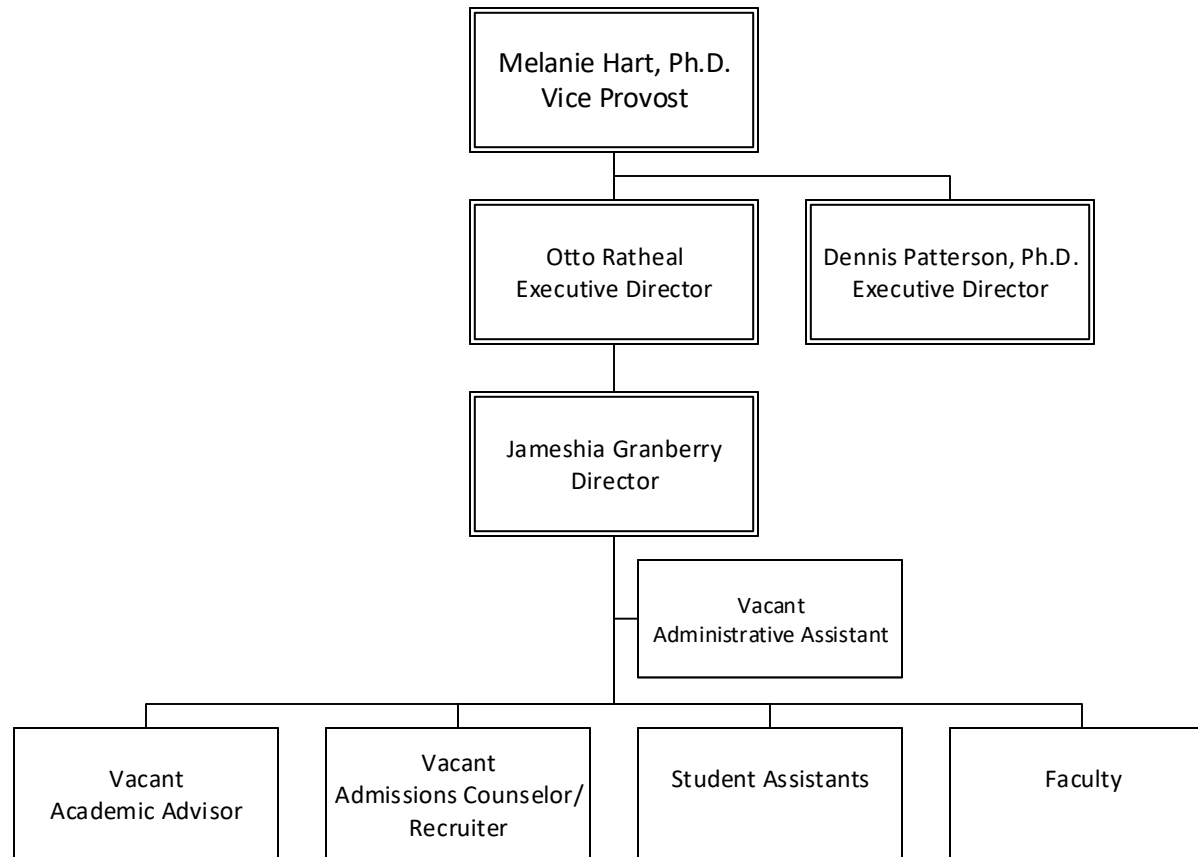 Melanie Hart, Ph.D.
Vice Provost
Otto Ratheal
Executive Director
Dennis Patterson, Ph.D.
Executive Director
Jameshia Granberry
Director
Vacant
Administrative Assistant
Vacant
Academic Advisor
Vacant
Admissions Counselor/
Recruiter
Student Assistants
Faculty